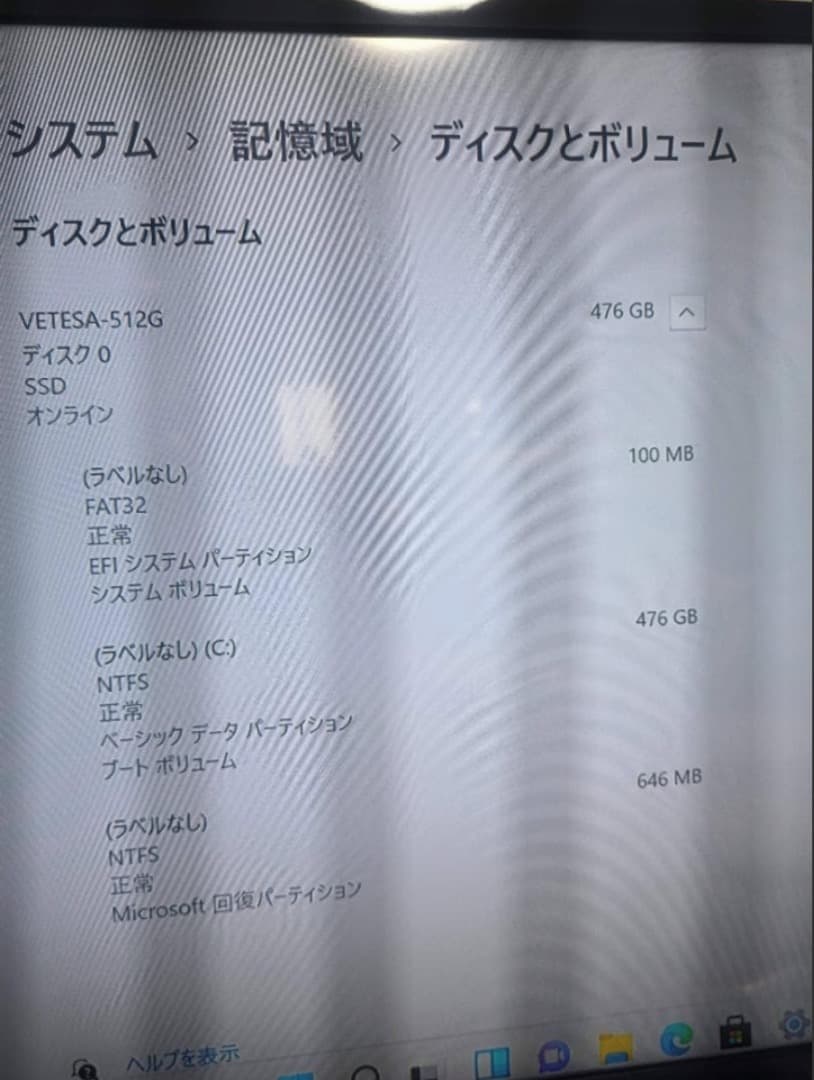 システム › 記憶域 › ディスクとボリューム
ディスクとボリューム
VETESA-512G
476 GB
ディスク 0
SSD
オンライン
(ラベルなし)
100 MB
FAT32
正常
EFI システム パーティション
システム ボリューム
(ラベルなし) (C:)
476 GB
NTFS
正常
ベーシック データ パーティション
ブート ボリューム
(ラベルなし)
646 MB
NTFS
正常
Microsoft 回復パーティション
ヘルプを表示